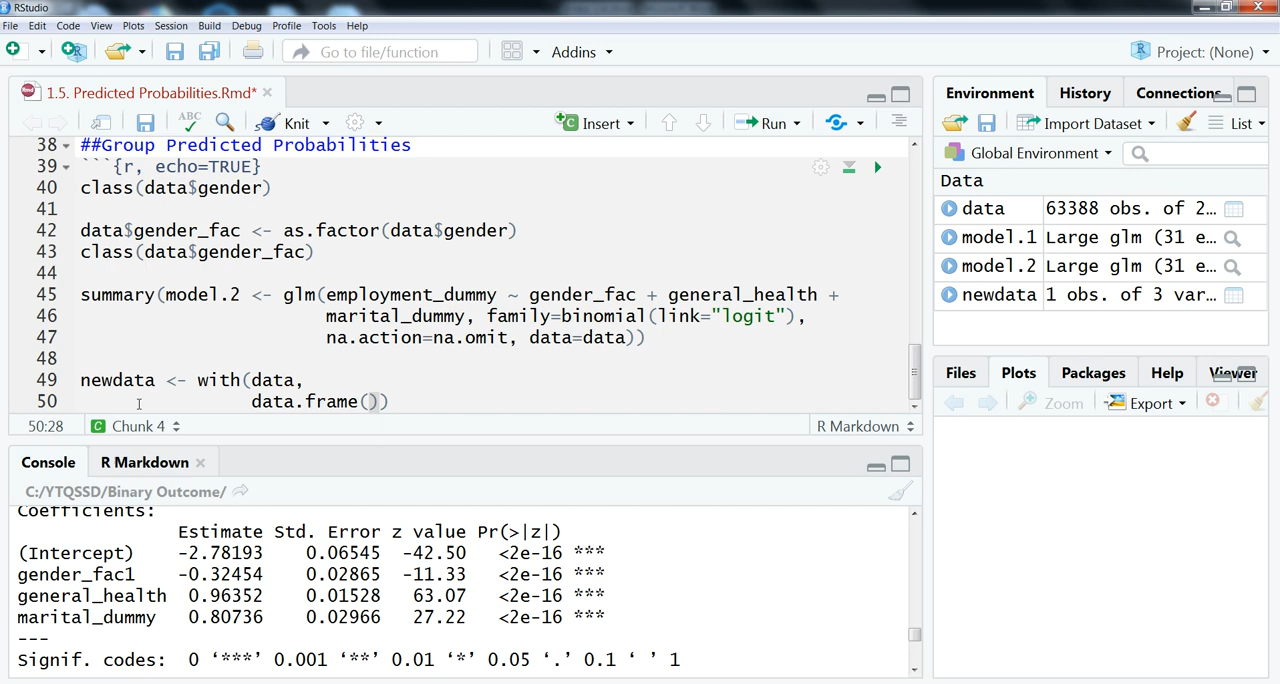 RStudio
File Edit Code View Plots Session Build Debug Profile Tools Help
Go to file/function Addins Project: (None)
1.5. Predicted Probabilities.Rmd*
ABC Knit Insert Run
38 ##Group Predicted Probabilities
39 ```{r, echo=TRUE}
40 class(data$gender)
41
42 data$gender_fac <- as.factor(data$gender)
43 class(data$gender_fac)
44
45 summary(model.2 <- glm(employment_dummy ~ gender_fac + general_health +
46 marital_dummy, family=binomial(link="logit"),
47 na.action=na.omit, data=data))
48
49 newdata <- with(data,
50 data.frame())
50:28 C Chunk 4 R Markdown
Console R Markdown
C:/YTQSSD/Binary Outcome/
Coefficients:
Estimate Std. Error z value Pr(>|z|)
(Intercept) -2.78193 0.06545 -42.50 <2e-16 ***
gender_fac1 -0.32454 0.02865 -11.33 <2e-16 ***
general_health 0.96352 0.01528 63.07 <2e-16 ***
marital_dummy 0.80736 0.02966 27.22 <2e-16 ***
---
Signif. codes: 0 ‘***’ 0.001 ‘**’ 0.01 ‘*’ 0.05 ‘.’ 0.1 ‘ ’ 1
Environment History Connections
Import Dataset List
Global Environment
Data
data 63388 obs. of 2…
model.1 Large glm (31 e…
model.2 Large glm (31 e…
newdata 1 obs. of 3 var…
Files Plots Packages Help Viewer
Zoom Export